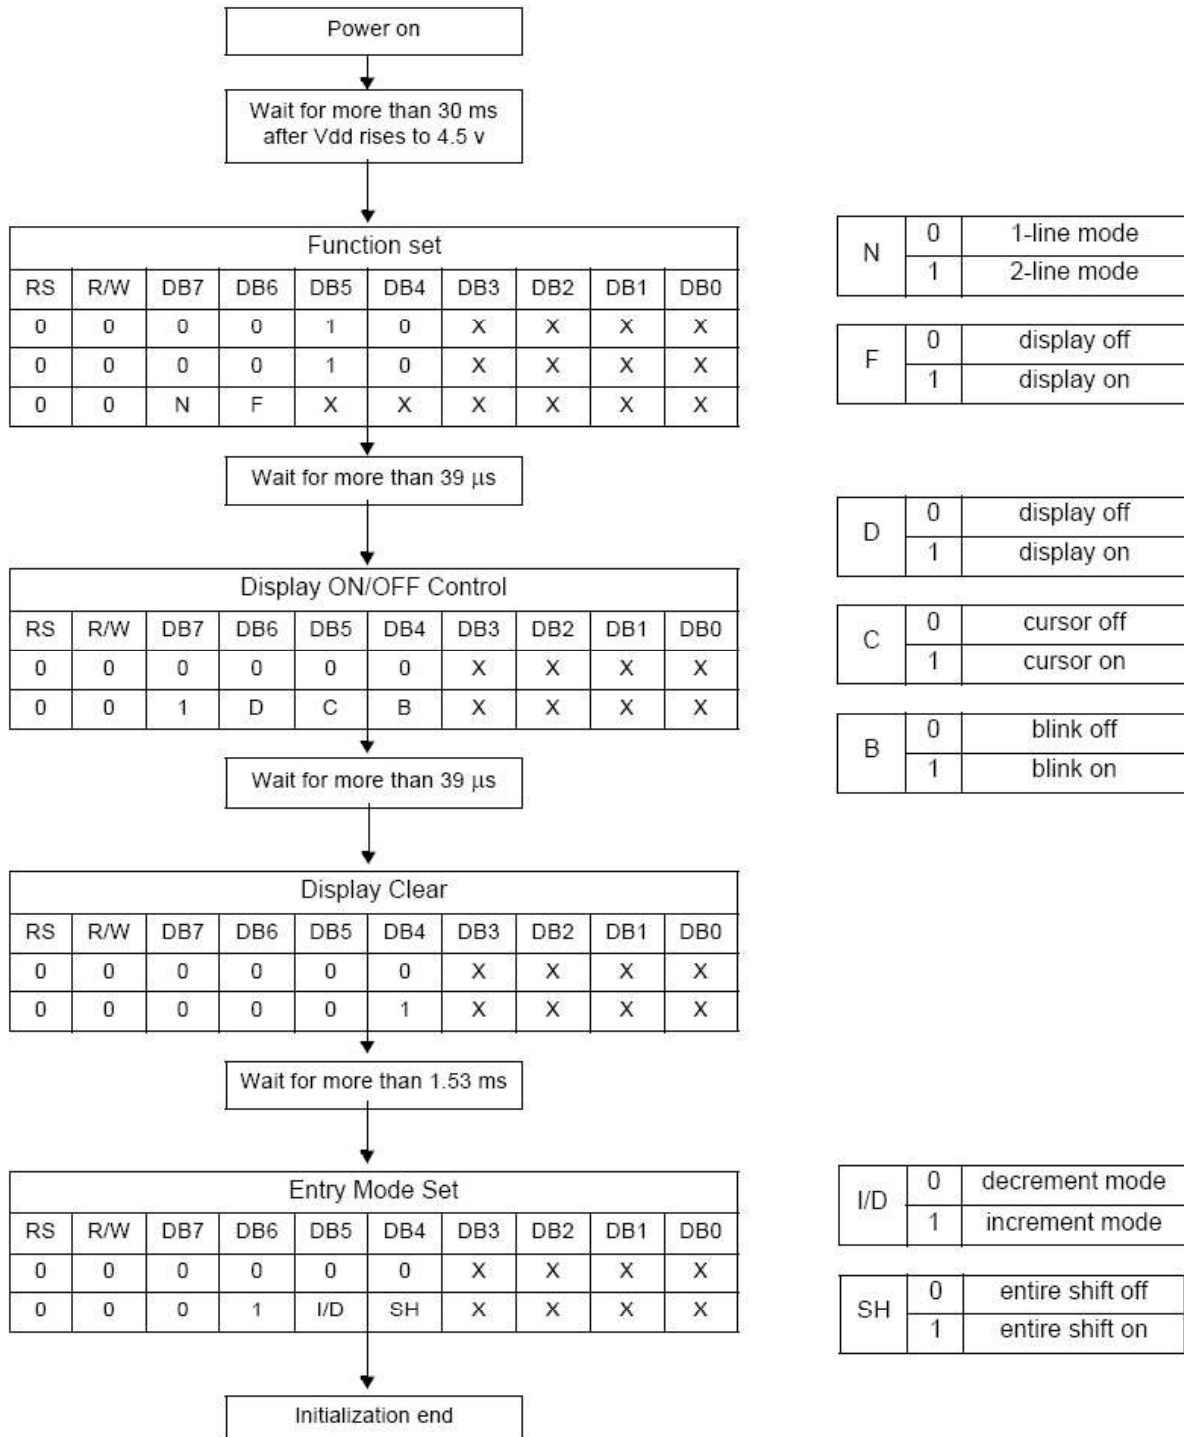 Power on
Wait for more than 30 ms
after Vdd rises to 4.5 v
Function set
RS R/W DB7 DB6 DB5 DB4 DB3 DB2 DB1 DB0
0 0 0 0 1 0 X X X X
0 0 0 0 1 0 X X X X
0 0 N F X X X X X X
N 0 1-line mode
1 2-line mode
F 0 display off
1 display on
Wait for more than 39 μs
Display ON/OFF Control
RS R/W DB7 DB6 DB5 DB4 DB3 DB2 DB1 DB0
0 0 0 0 0 0 X X X X
0 0 1 D C B X X X X
D 0 display off
1 display on
C 0 cursor off
1 cursor on
B 0 blink off
1 blink on
Wait for more than 39 μs
Display Clear
RS R/W DB7 DB6 DB5 DB4 DB3 DB2 DB1 DB0
0 0 0 0 0 0 X X X X
0 0 0 0 0 1 X X X X
Wait for more than 1.53 ms
Entry Mode Set
RS R/W DB7 DB6 DB5 DB4 DB3 DB2 DB1 DB0
0 0 0 0 0 0 X X X X
0 0 0 1 I/D SH X X X X
I/D 0 decrement mode
1 increment mode
SH 0 entire shift off
1 entire shift on
Initialization end